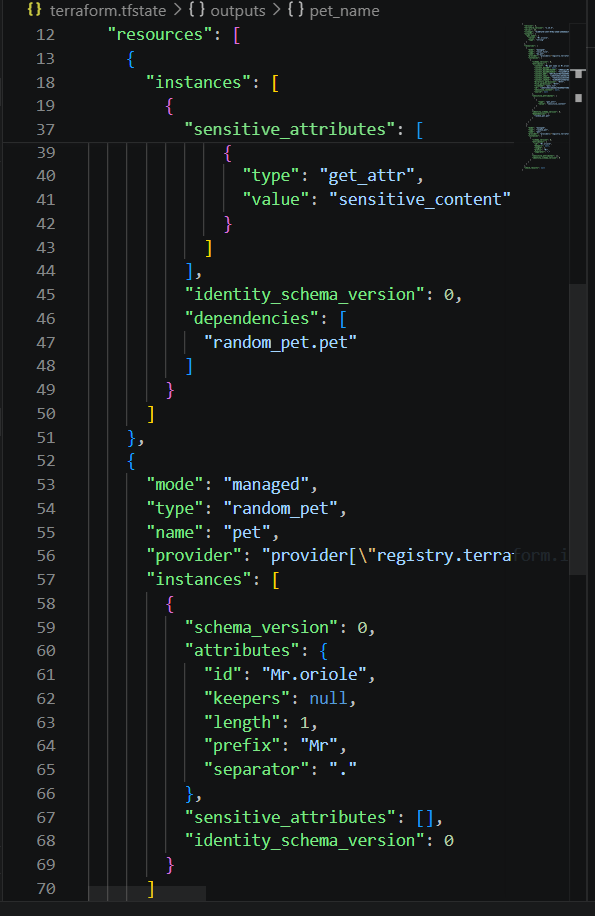 {} terraform.tfstate > {} outputs > {} pet_name
12 "resources": [
13 {
18 "instances": [
19 {
37 "sensitive_attributes": [
39 {
40 "type": "get_attr",
41 "value": "sensitive_content"
42 }
43 ]
44 ],
45 "identity_schema_version": 0,
46 "dependencies": [
47 "random_pet.pet"
48 ]
49 }
50 ]
51 },
52 {
53 "mode": "managed",
54 "type": "random_pet",
55 "name": "pet",
56 "provider": "provider[\"registry.terraform.i
57 "instances": [
58 {
59 "schema_version": 0,
60 "attributes": {
61 "id": "Mr.oriole",
62 "keepers": null,
63 "length": 1,
64 "prefix": "Mr",
65 "separator": "."
66 },
67 "sensitive_attributes": [],
68 "identity_schema_version": 0
69 }
70 ]